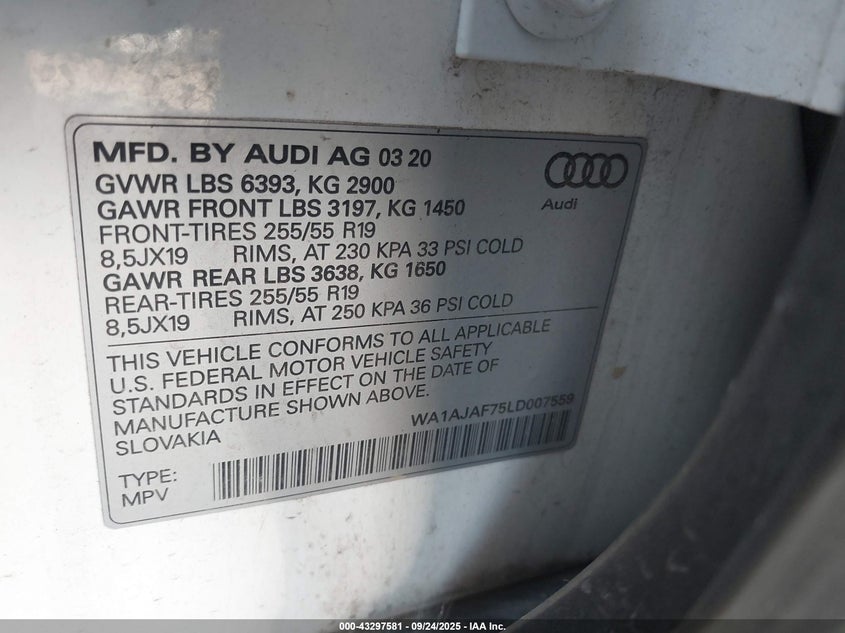 MFD. BY AUDI AG 03 20
GVWR LBS 6393, KG 2900
GAWR FRONT LBS 3197, KG 1450
FRONT-TIRES 255/55 R19
8,5JX19 RIMS, AT 230 KPA 33 PSI COLD
GAWR REAR LBS 3638, KG 1650
REAR-TIRES 255/55 R19
8,5JX19 RIMS, AT 250 KPA 36 PSI COLD
Audi
THIS VEHICLE CONFORMS TO ALL APPLICABLE
U.S. FEDERAL MOTOR VEHICLE SAFETY
STANDARDS IN EFFECT ON THE DATE OF
MANUFACTURE SHOWN ABOVE.
SLOVAKIA
WA1AJAF75LD007559
TYPE:
MPV
000-43297581 - 09/24/2025 - IAA Inc.